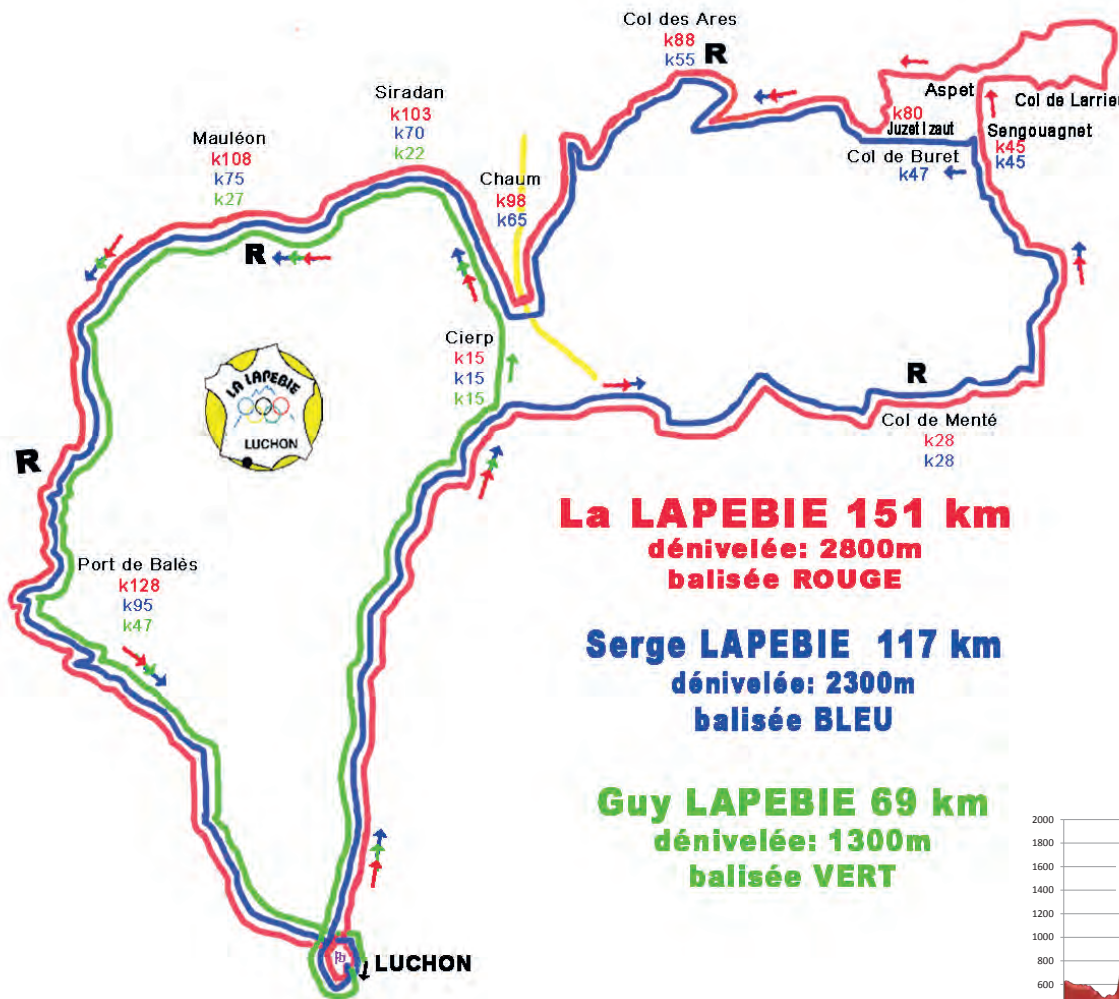 Col des Ares
k88
k55
R
Siradan
k103
k70
k22
Mauléon
k108
k75
k27
R
Chaum
k98
k65
Aspet
Col de Larrie
k80
Juzet Izaut
Sengouagnet
k45
k45
Col de Buret
k47
Cierp
k15
k15
k15
LA LAPEBIE
LUCHON
R
Col de Menté
k28
k28
R
Port de Balès
k128
k95
k47
La LAPEBIE 151 km
dénivelée: 2800m
balisée ROUGE
Serge LAPEBIE 117 km
dénivelée: 2300m
balisée BLEU
Guy LAPEBIE 69 km
dénivelée: 1300m
balisée VERT
LUCHON
2000
1800
1600
1400
1200
1000
800
600